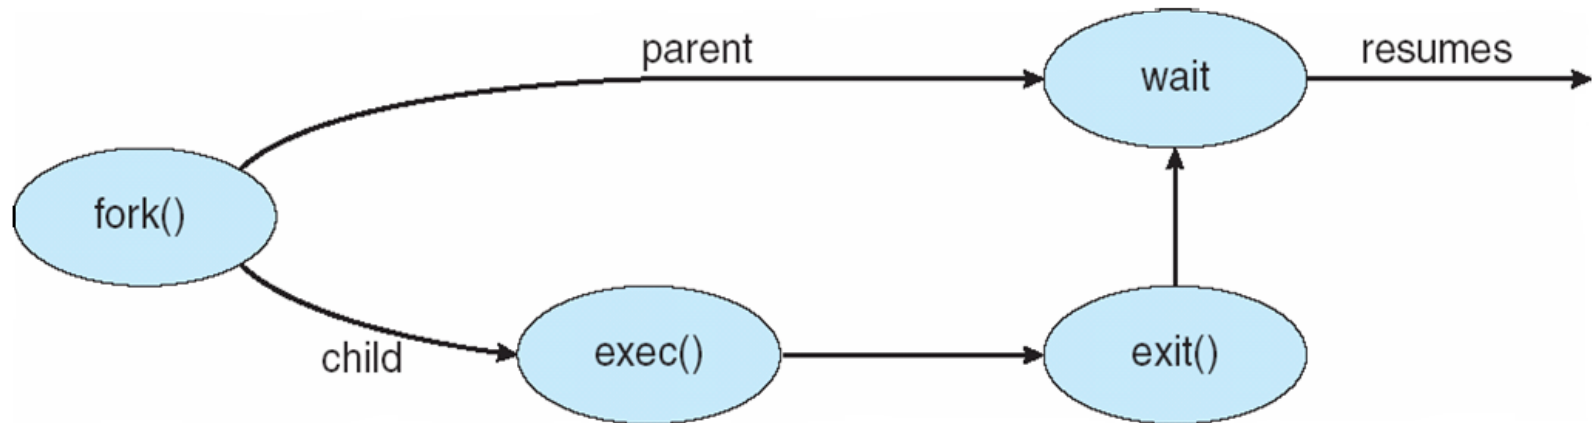 parent
wait
resumes
fork()
child
exec()
exit()